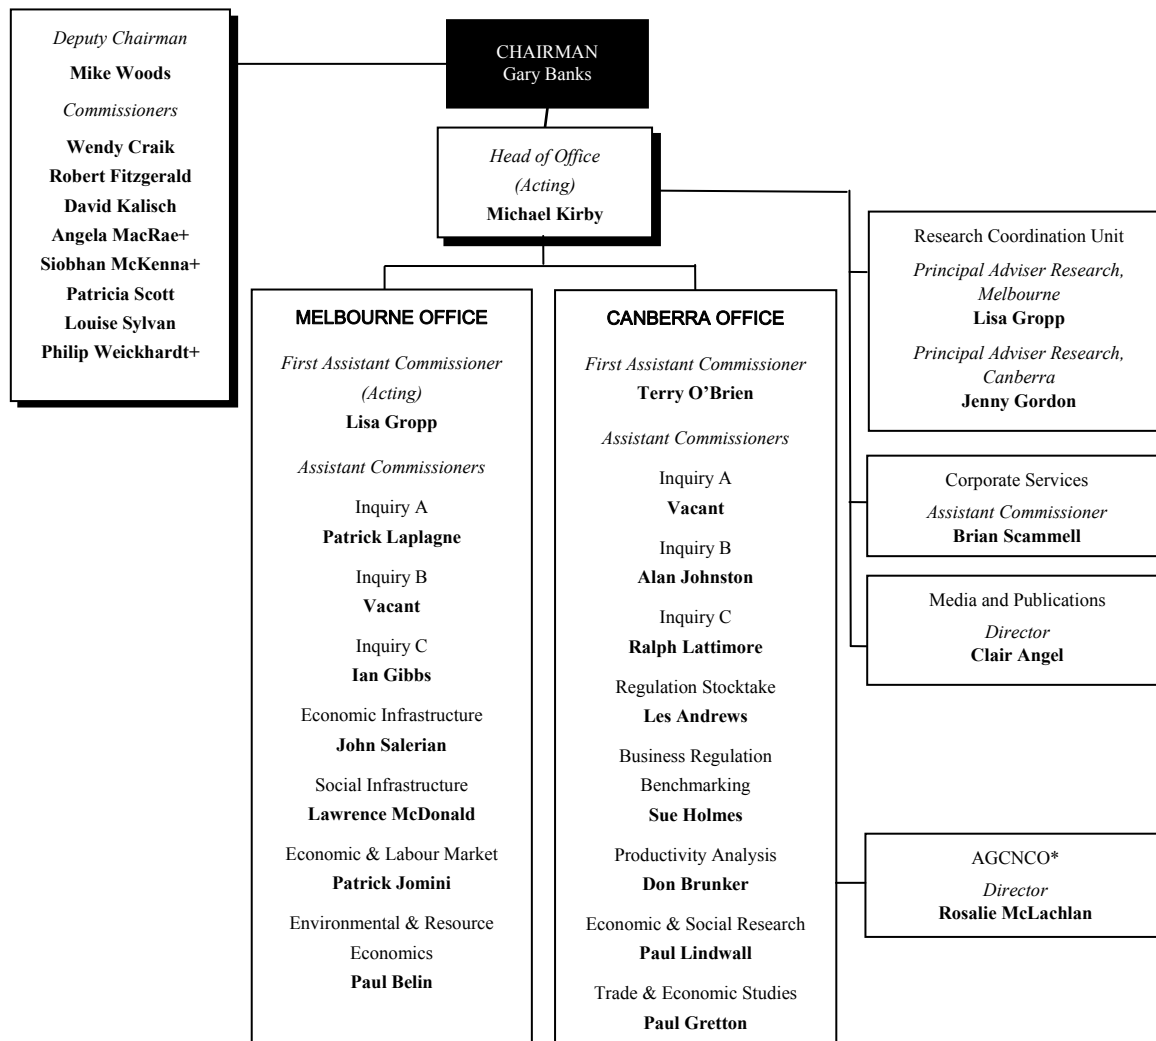 Deputy Chairman
Mike Woods
Commissioners
Wendy Craik
Robert Fitzgerald
David Kalisch
Angela MacRae+
Siobhan McKenna+
Patricia Scott
Louise Sylvan
Philip Weickhardt+
CHAIRMAN
Gary Banks
Head of Office
(Acting)
Michael Kirby
MELBOURNE OFFICE
First Assistant Commissioner
(Acting)
Lisa Gropp
Assistant Commissioners
Inquiry A
Patrick Laplagne
Inquiry B
Vacant
Inquiry C
Ian Gibbs
Economic Infrastructure
John Salerian
Social Infrastructure
Lawrence McDonald
Economic & Labour Market
Patrick Jomini
Environmental & Resource
Economics
Paul Belin
CANBERRA OFFICE
First Assistant Commissioner
Terry O’Brien
Assistant Commissioners
Inquiry A
Vacant
Inquiry B
Alan Johnston
Inquiry C
Ralph Lattimore
Regulation Stocktake
Les Andrews
Business Regulation
Benchmarking
Sue Holmes
Productivity Analysis
Don Brunker
Economic & Social Research
Paul Lindwall
Trade & Economic Studies
Paul Gretton
Research Coordination Unit
Principal Adviser Research,
Melbourne
Lisa Gropp
Principal Adviser Research,
Canberra
Jenny Gordon
Corporate Services
Assistant Commissioner
Brian Scammell
Media and Publications
Director
Clair Angel
AGCNCO*
Director
Rosalie McLachlan